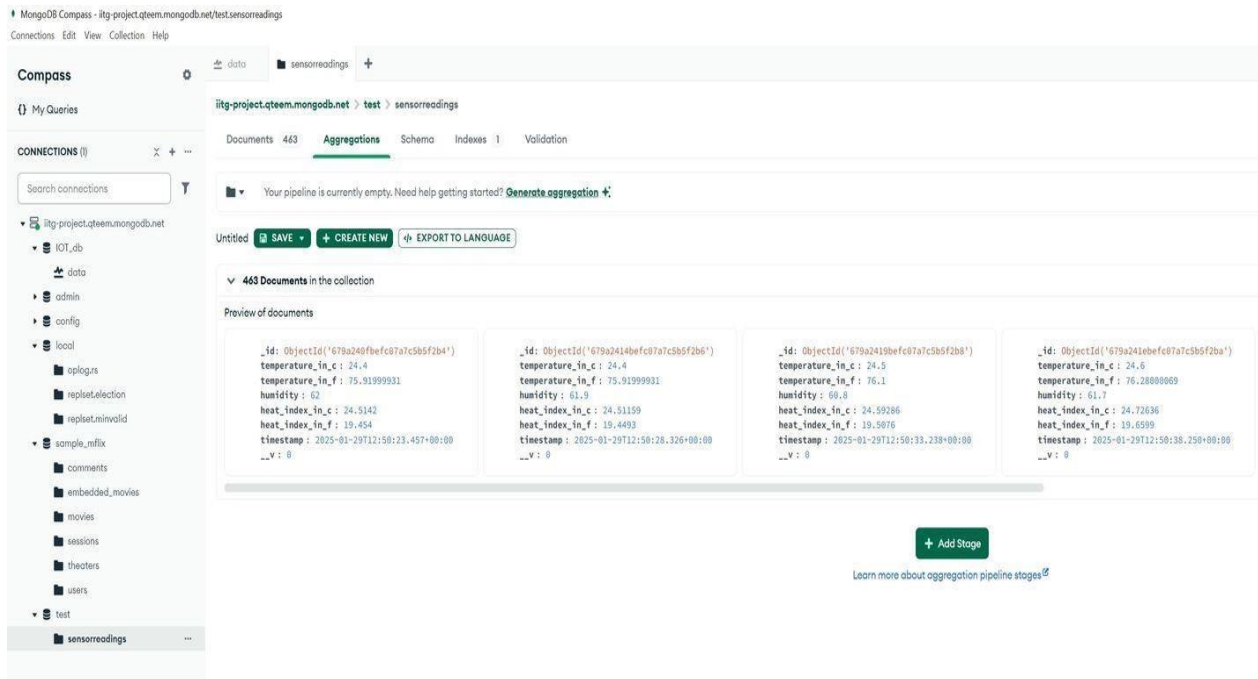 MongoDB Compass - iitg-project.qteem.mongodb.net/test.sensorreadings
Connections Edit View Collection Help
Compass
{} My Queries
CONNECTIONS (1)
Search connections
iitg-project.qteem.mongodb.net
IOT_db
data
admin
config
local
oplog.rs
replset.election
replset.minvalid
sample_mflix
comments
embedded_movies
movies
sessions
theaters
users
test
sensorreadings
data sensorreadings
iitg-project.qteem.mongodb.net > test > sensorreadings
Documents 463 Aggregations Schema Indexes 1 Validation
Your pipeline is currently empty. Need help getting started? Generate aggregation
Untitled SAVE + CREATE NEW </> EXPORT TO LANGUAGE
463 Documents in the collection
Preview of documents
_id: ObjectId('679a240fbefc07a7c5b5f2b4')
temperature_in_c : 24.4
temperature_in_f : 75.91999931
humidity : 62
heat_index_in_c : 24.5142
heat_index_in_f : 19.454
timestamp : 2025-01-29T12:50:23.457+00:00
__v : 0
_id: ObjectId('679a2414befc07a7c5b5f2b6')
temperature_in_c : 24.4
temperature_in_f : 75.91999931
humidity : 61.9
heat_index_in_c : 24.51159
heat_index_in_f : 19.4493
timestamp : 2025-01-29T12:50:28.326+00:00
__v : 0
_id: ObjectId('679a2419befc07a7c5b5f2b8')
temperature_in_c : 24.5
temperature_in_f : 76.1
humidity : 60.8
heat_index_in_c : 24.59286
heat_index_in_f : 19.5076
timestamp : 2025-01-29T12:50:33.238+00:00
__v : 0
_id: ObjectId('679a241ebefc07a7c5b5f2ba')
temperature_in_c : 24.6
temperature_in_f : 76.28000069
humidity : 61.7
heat_index_in_c : 24.72636
heat_index_in_f : 19.6599
timestamp : 2025-01-29T12:50:38.250+00:00
__v : 0
+ Add Stage
Learn more about aggregation pipeline stages